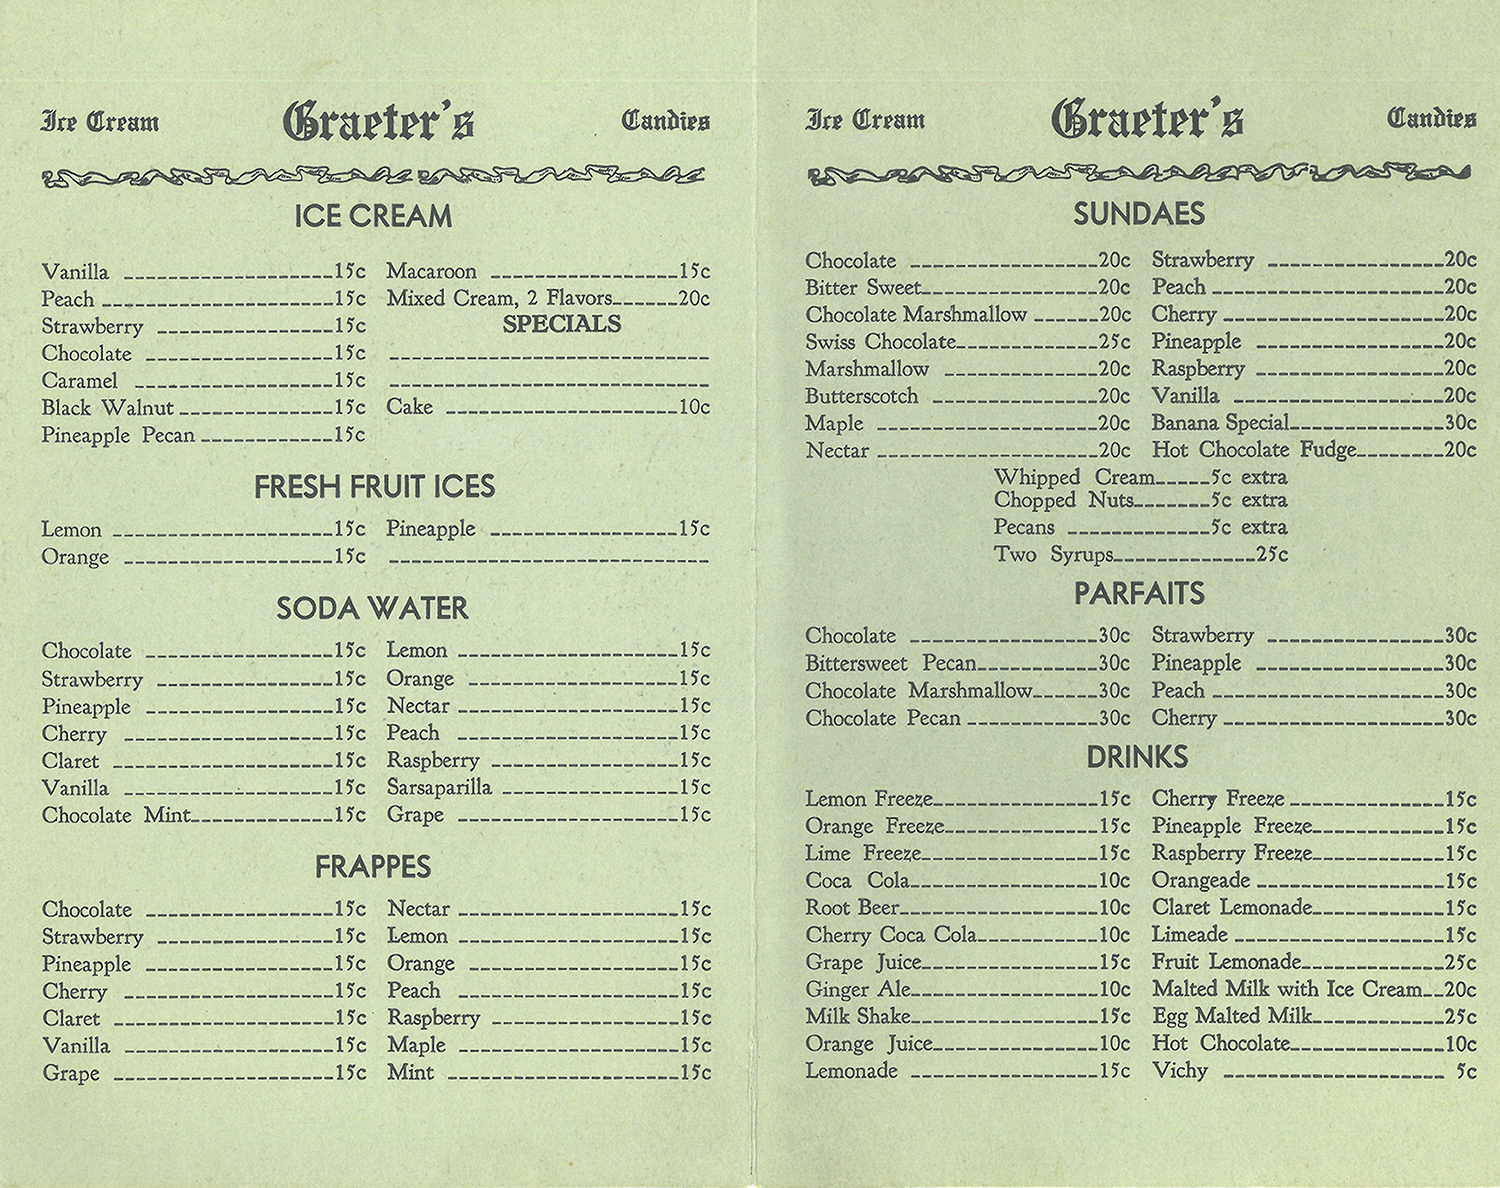 Ice Cream Graeter's Candies
ICE CREAM
Vanilla 15c
Peach 15c
Strawberry 15c
Chocolate 15c
Caramel 15c
Black Walnut 15c
Pineapple Pecan 15c
Macaroon 15c
Mixed Cream, 2 Flavors 20c
SPECIALS
Cake 10c
FRESH FRUIT ICES
Lemon 15c
Orange 15c
Pineapple 15c
SODA WATER
Chocolate 15c
Strawberry 15c
Pineapple 15c
Cherry 15c
Claret 15c
Vanilla 15c
Chocolate Mint 15c
Lemon 15c
Orange 15c
Nectar 15c
Peach 15c
Raspberry 15c
Sarsaparilla 15c
Grape 15c
FRAPPES
Chocolate 15c
Strawberry 15c
Pineapple 15c
Cherry 15c
Claret 15c
Vanilla 15c
Grape 15c
Nectar 15c
Lemon 15c
Orange 15c
Peach 15c
Raspberry 15c
Maple 15c
Mint 15c
Ice Cream Graeter's Candies
SUNDAES
Chocolate 20c
Bitter Sweet 20c
Chocolate Marshmallow 20c
Swiss Chocolate 25c
Marshmallow 20c
Butterscotch 20c
Maple 20c
Nectar 20c
Strawberry 20c
Peach 20c
Cherry 20c
Pineapple 20c
Raspberry 20c
Vanilla 20c
Banana Special 30c
Hot Chocolate Fudge 20c
Whipped Cream 5c extra
Chopped Nuts 5c extra
Pecans 5c extra
Two Syrups 25c
PARFAITS
Chocolate 30c
Bittersweet Pecan 30c
Chocolate Marshmallow 30c
Chocolate Pecan 30c
Strawberry 30c
Pineapple 30c
Peach 30c
Cherry 30c
DRINKS
Lemon Freeze 15c
Orange Freeze 15c
Lime Freeze 15c
Coca Cola 10c
Root Beer 10c
Cherry Coca Cola 10c
Grape Juice 15c
Ginger Ale 10c
Milk Shake 15c
Orange Juice 10c
Lemonade 15c
Cherry Freeze 15c
Pineapple Freeze 15c
Raspberry Freeze 15c
Orangeade 15c
Claret Lemonade 15c
Limeade 15c
Fruit Lemonade 25c
Malted Milk with Ice Cream 20c
Egg Malted Milk 25c
Hot Chocolate 10c
Vichy 5c